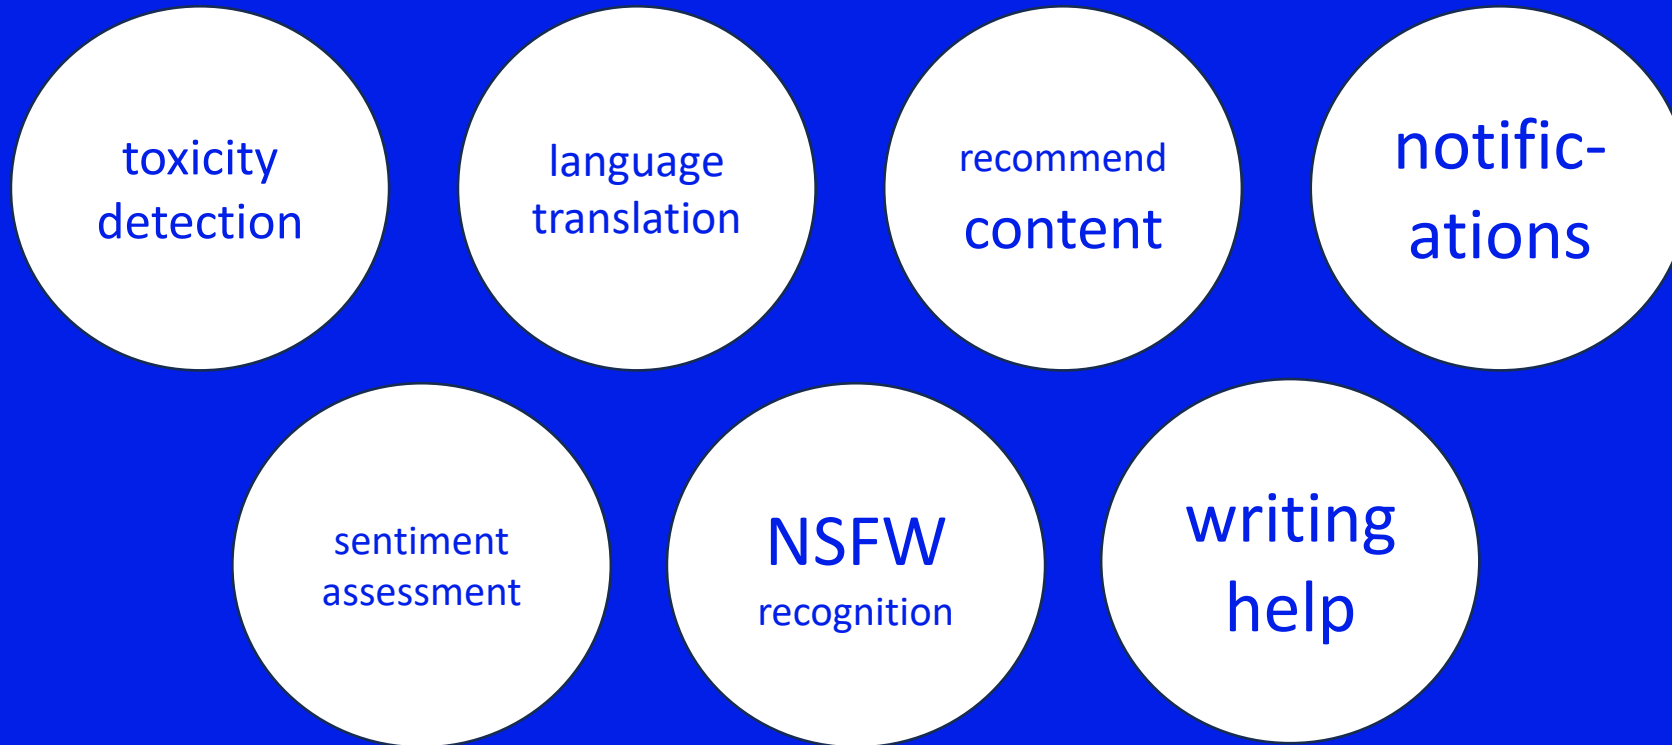 toxicity
detection
language
translation
recommend
content
notific-
ations
sentiment
assessment
NSFW
recognition
writing
help